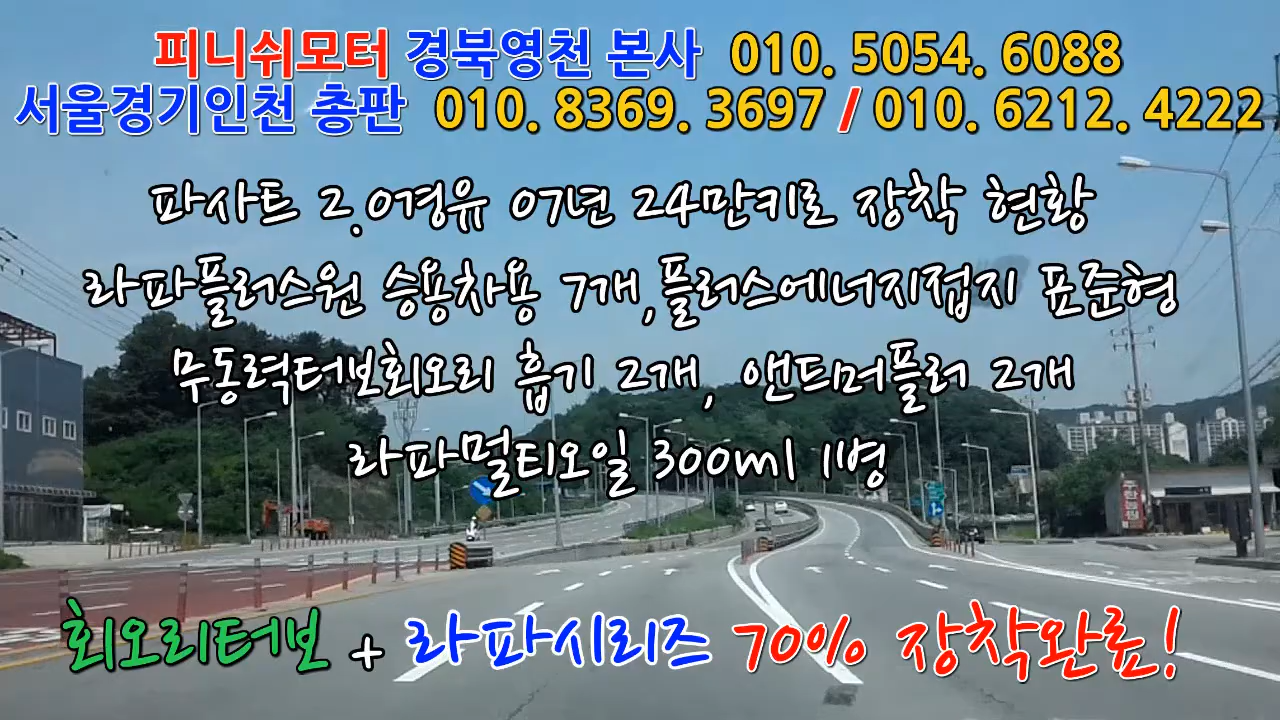 피니쉬모터 경북영천 본사 010. 5054. 6088
서울경기인천 총판 010. 8369. 3697 / 010. 6212. 4222
파사트 2.0경유 07년 24만키로 장착 현황
라파플러스원 승용차용 7개,플러스에너지접지 표준형
무동력터보회오리 흡기 2개, 앤드머플러 2개
라파멀티오일 300ml 1병
회오리터보 + 라파시리즈 70% 장착완료!